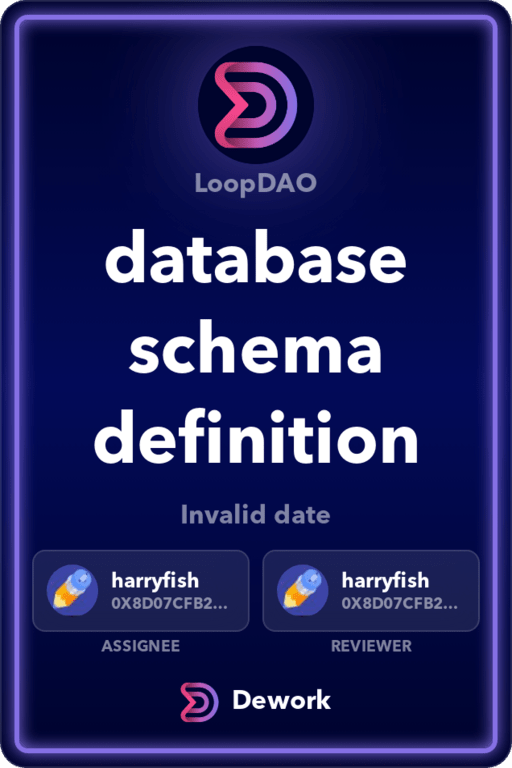 LoopDAO
database
schema
definition
Invalid date
harryfish
0X8D07CFB2...
ASSIGNEE
harryfish
0X8D07CFB2...
REVIEWER
Dework